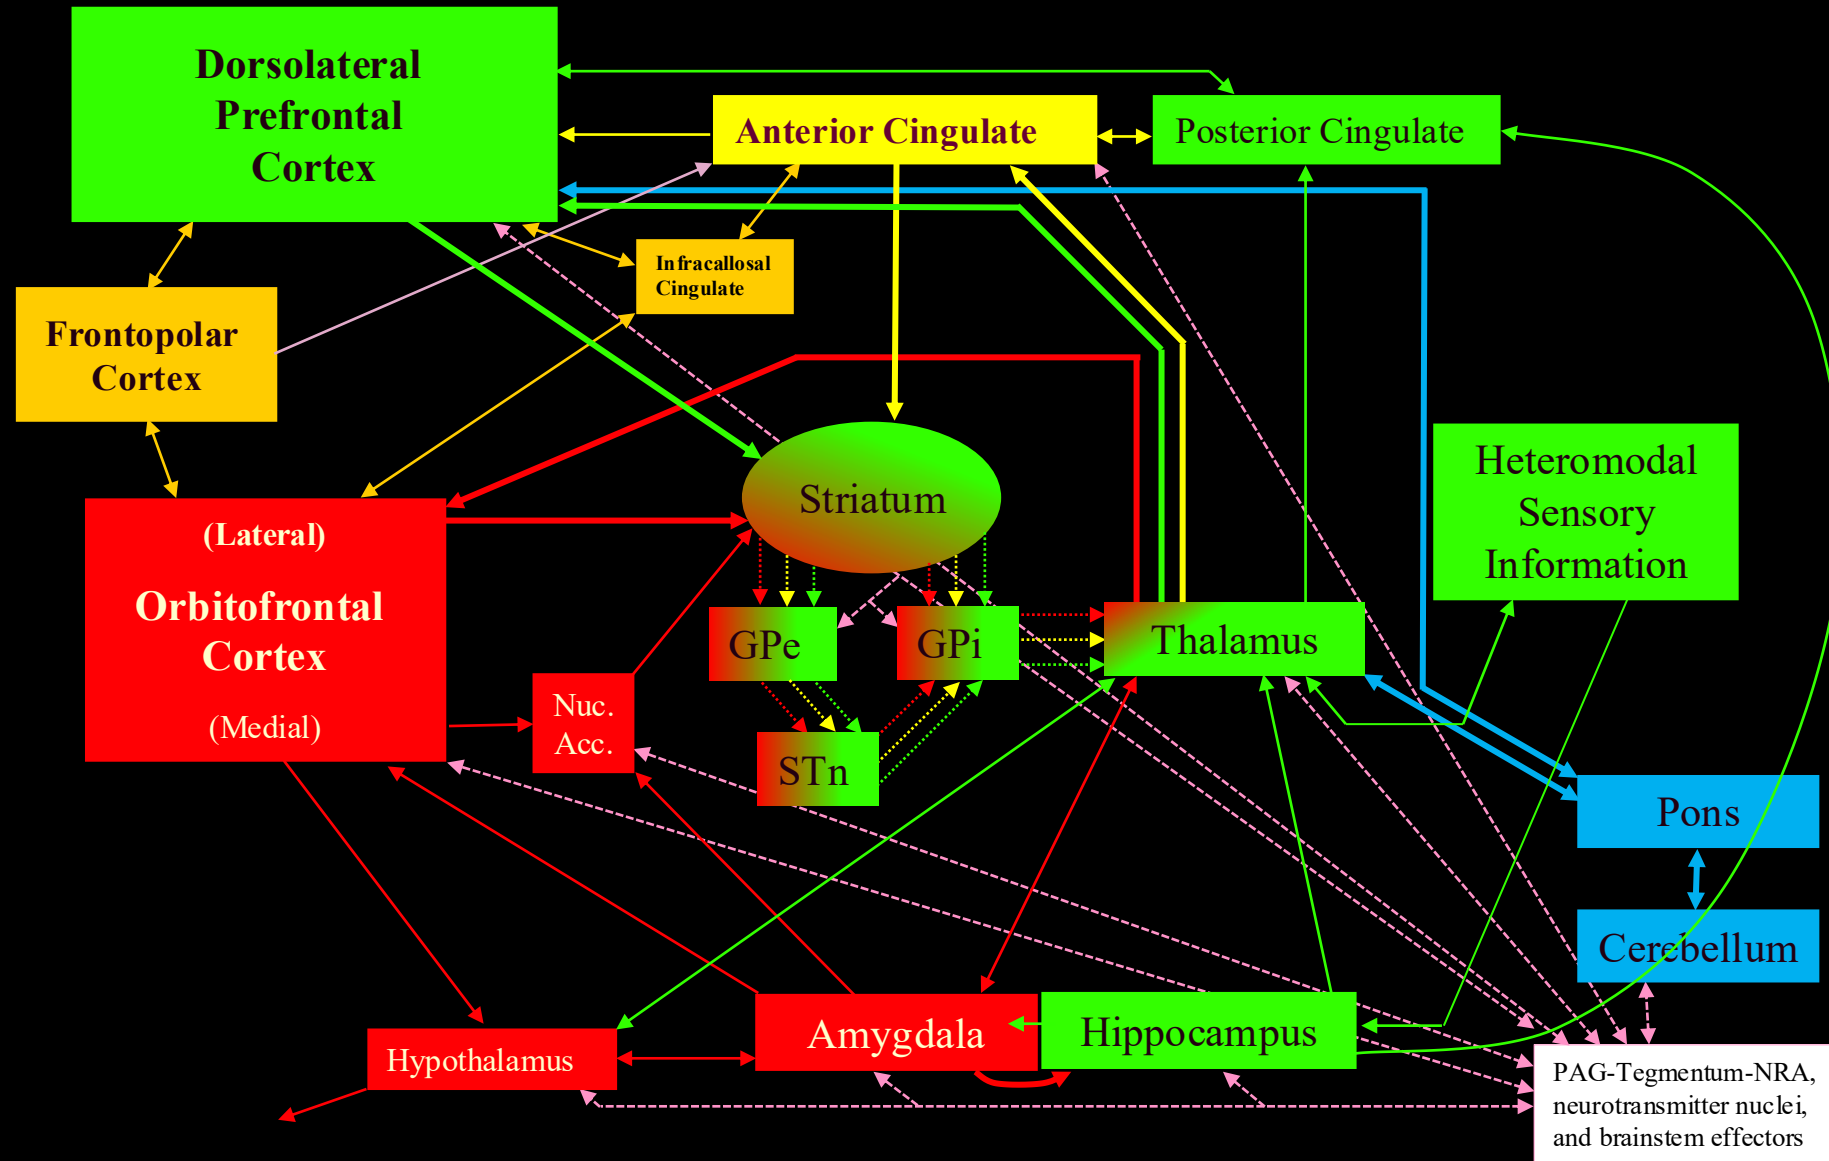 Dorsolateral
Prefrontal
Cortex
Anterior Cingulate
Posterior Cingulate
Infracallosal
Cingulate
Frontopolar
Cortex
Striatum
Heteromodal
Sensory
Information
(Lateral)
Orbitofrontal
Cortex
(Medial)
GPe
GPi
Thalamus
Nuc.
Acc.
STn
Pons
Cerebellum
Amygdala
Hippocampus
Hypothalamus
PAG-Tegmentum-NRA,
neurotransmitter nuclei,
and brainstem effectors